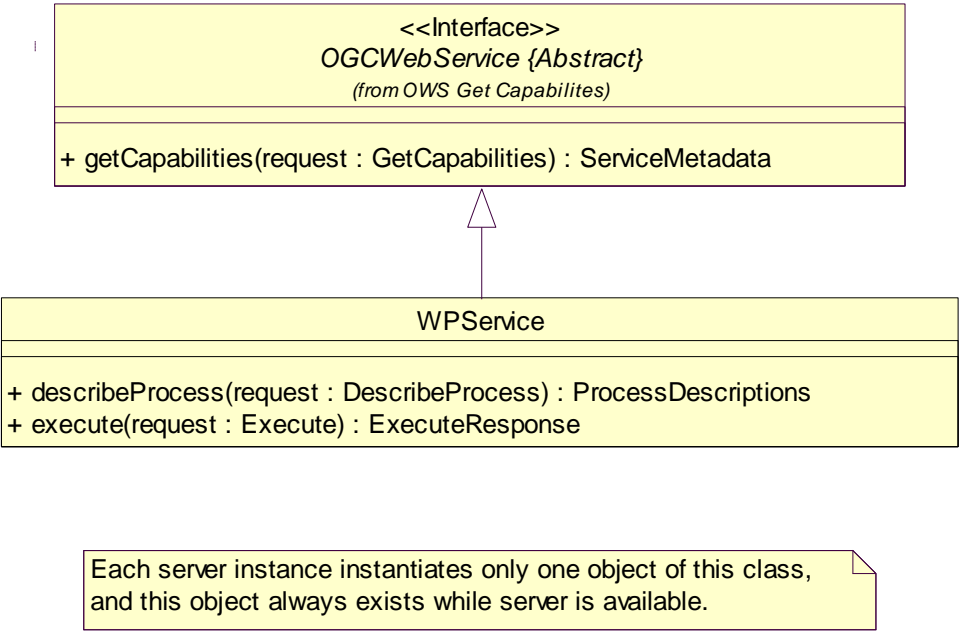 <<Interface>>
OGCWebService {Abstract}
(from OWS Get Capabilites)
+ getCapabilities(request : GetCapabilities) : ServiceMetadata
WPService
+ describeProcess(request : DescribeProcess) : ProcessDescriptions
+ execute(request : Execute) : ExecuteResponse
Each server instance instantiates only one object of this class,
and this object always exists while server is available.